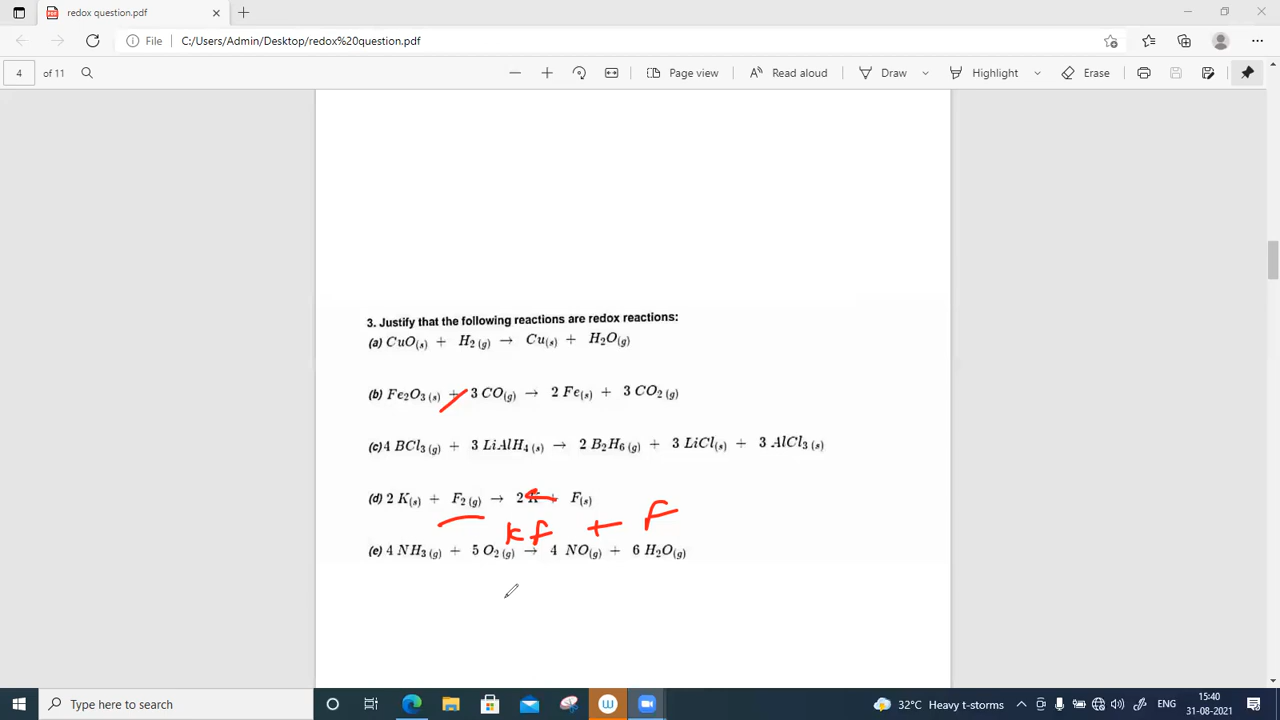 redox question.pdf
File C:/Users/Admin/Desktop/redox%20question.pdf
4 of 11 Page view Read aloud Draw Highlight Erase
3. Justify that the following reactions are redox reactions:
(a) CuO(s) + H2 (g) → Cu(s) + H2O(g)
(b) Fe2O3 (s) + 3 CO(g) → 2 Fe(s) + 3 CO2 (g)
(c)4 BCl3 (g) + 3 LiAlH4 (s) → 2 B2H6 (g) + 3 LiCl(s) + 3 AlCl3 (s)
(d) 2 K(s) + F2 (g) → 2 K + F(s)
kf + f
(e) 4 NH3 (g) + 5 O2 (g) → 4 NO(g) + 6 H2O(g)
Type here to search
W
32°C Heavy t-storms
15:40
31-08-2021